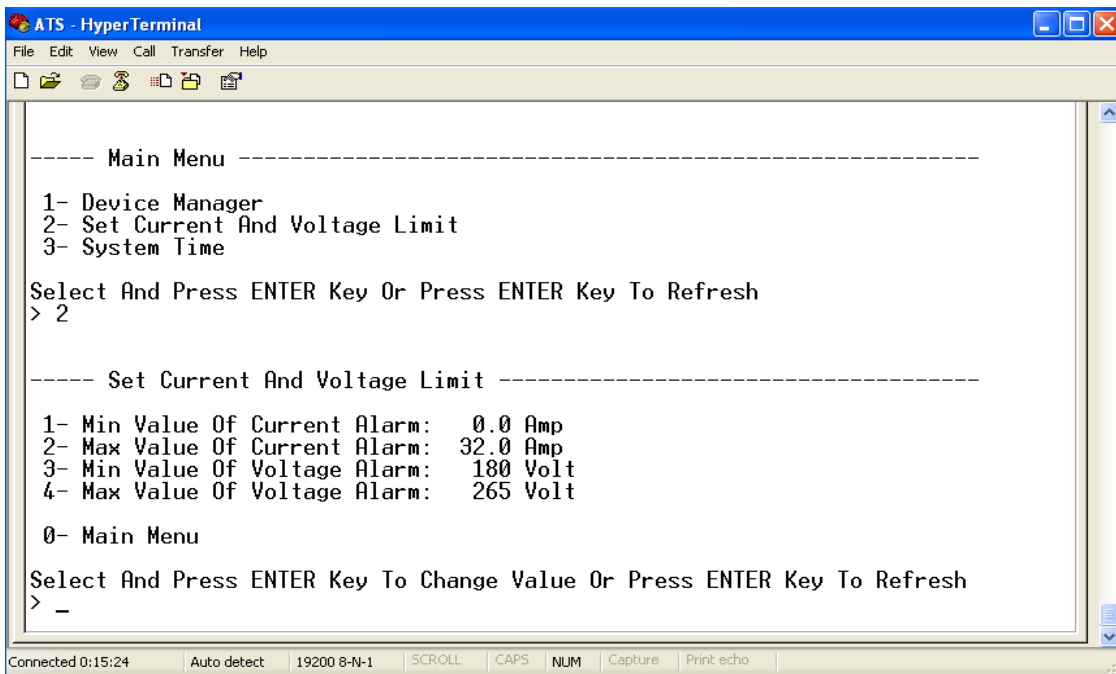 ATS - HyperTerminal
File Edit View Call Transfer Help
----- Main Menu ---------------------------------------------------------
1- Device Manager
2- Set Current And Voltage Limit
3- System Time
Select And Press ENTER Key Or Press ENTER Key To Refresh
> 2
----- Set Current And Voltage Limit -------------------------------------
1- Min Value Of Current Alarm: 0.0 Amp
2- Max Value Of Current Alarm: 32.0 Amp
3- Min Value Of Voltage Alarm: 180 Volt
4- Max Value Of Voltage Alarm: 265 Volt
0- Main Menu
Select And Press ENTER Key To Change Value Or Press ENTER Key To Refresh
> _
Connected 0:15:24 Auto detect 19200 8-N-1 SCROLL CAPS NUM Capture Print echo